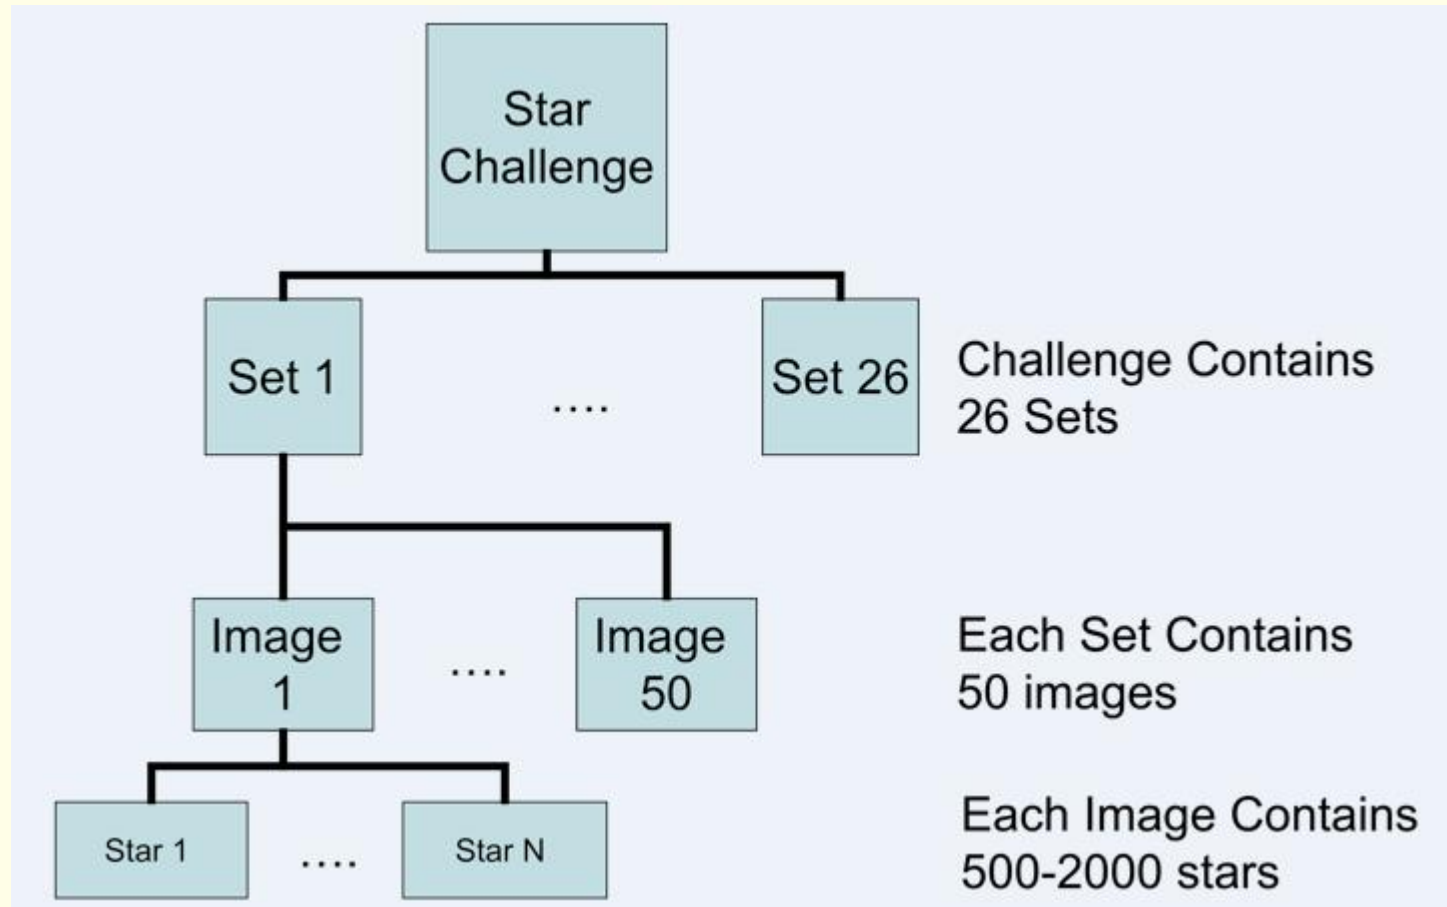 Star
Challenge
Set 1
....
Set 26
Challenge Contains
26 Sets
Image
1
....
Image
50
Each Set Contains
50 images
Star 1
....
Star N
Each Image Contains
500-2000 stars